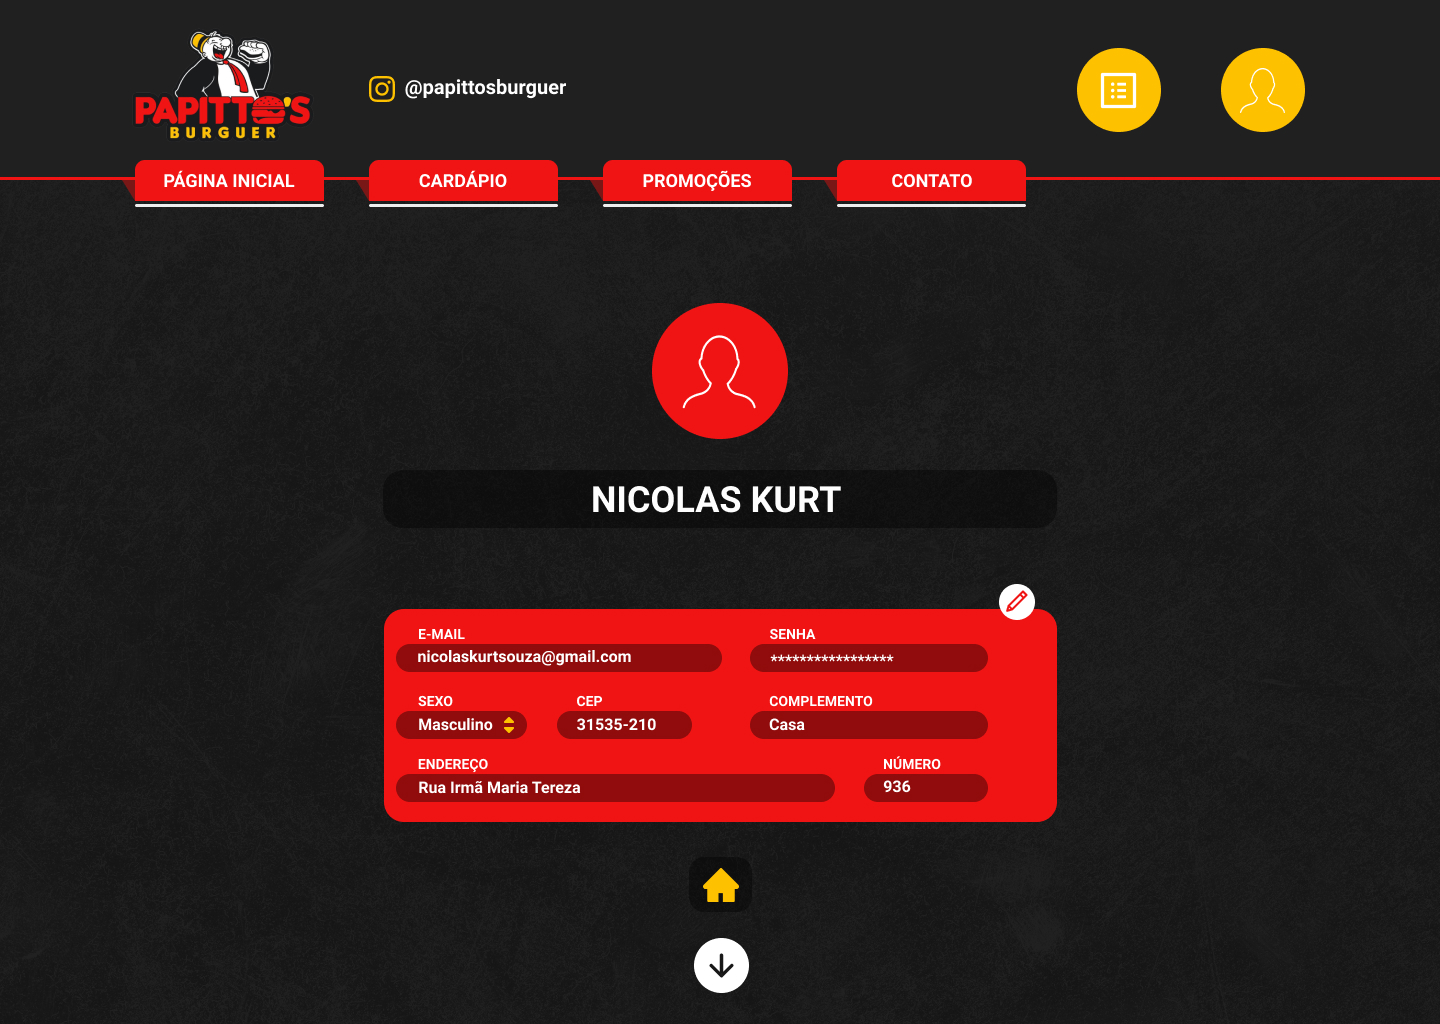 PAPITTO'S
BURGUER
@papittosburguer
PÁGINA INICIAL
CARDÁPIO
PROMOÇÕES
CONTATO
NICOLAS KURT
E-MAIL
SENHA
nicolaskurtsouza@gmail.com
*****************
SEXO
CEP
COMPLEMENTO
Masculino
31535-210
Casa
ENDEREÇO
NÚMERO
Rua Irmã Maria Tereza
936